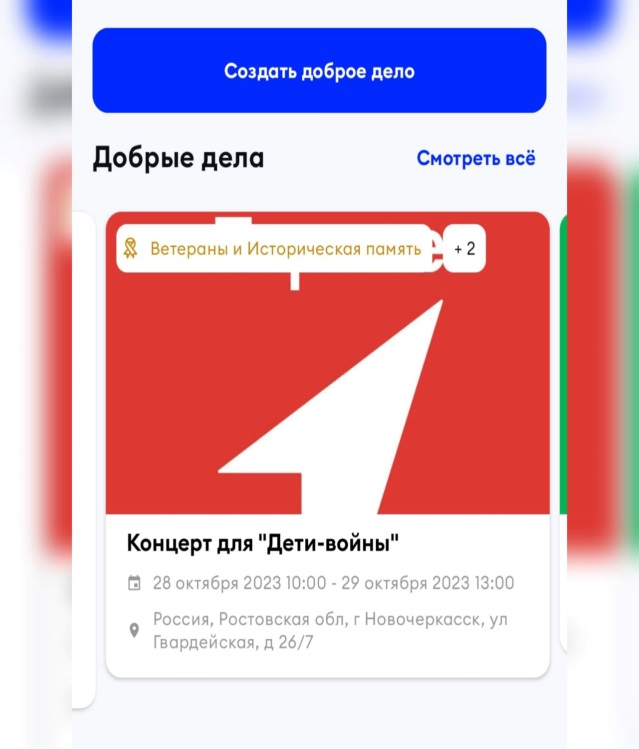 Создать доброе дело
Добрые дела
Смотреть всё
Ветераны и Историческая память
+ 2
Концерт для "Дети-войны"
28 октября 2023 10:00 - 29 октября 2023 13:00
Россия, Ростовская обл, г Новочеркасск, ул
Гвардейская, д 26/7